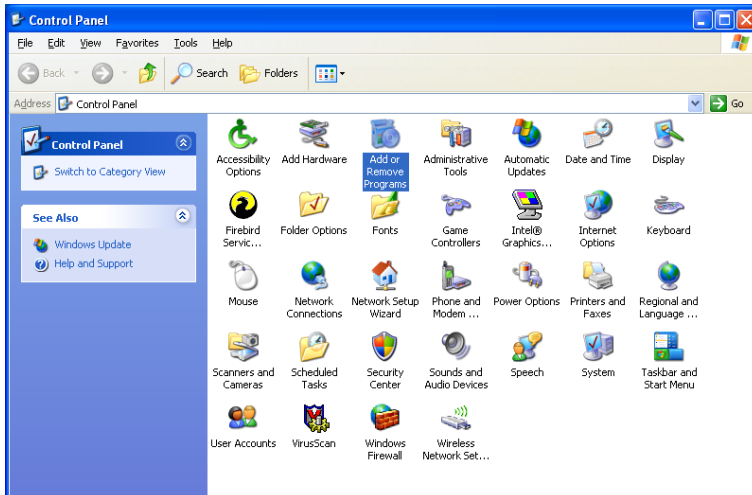 Control Panel
File Edit View Favorites Tools Help
Back Search Folders
Address Control Panel Go
Control Panel
Switch to Category View
See Also
Windows Update
Help and Support
Accessibility
Options
Add Hardware
Add or
Remove
Programs
Administrative
Tools
Automatic
Updates
Date and Time
Display
Firebird
Servic...
Folder Options
Fonts
Game
Controllers
Intel®
Graphics...
Internet
Options
Keyboard
Mouse
Network
Connections
Network Setup
Wizard
Phone and
Modem ...
Power Options
Printers and
Faxes
Regional and
Language ...
Scanners and
Cameras
Scheduled
Tasks
Security
Center
Sounds and
Audio Devices
Speech
System
Taskbar and
Start Menu
User Accounts
VirusScan
Windows
Firewall
Wireless
Network Set...